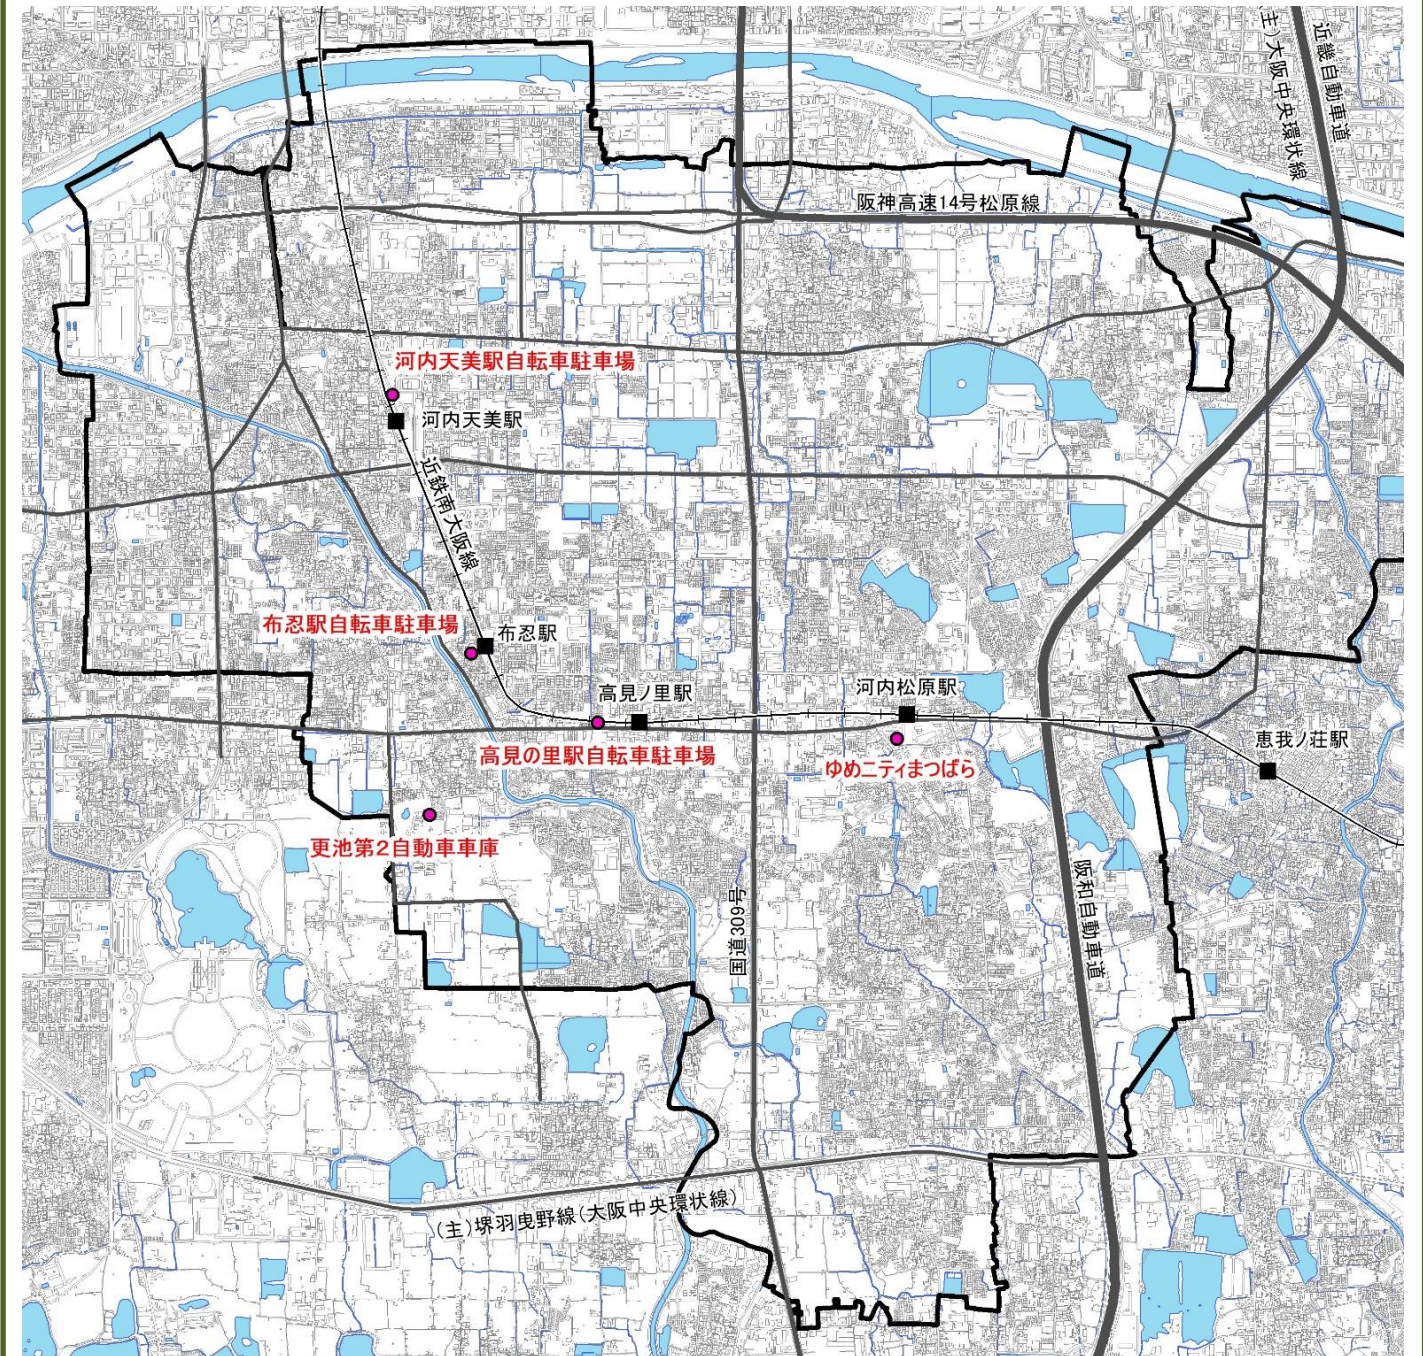 近畿自動車道
(主)大阪中央環状線
阪神高速14号松原線
河内天美駅自転車駐車場
河内天美駅
近鉄南大阪線
布忍駅自転車駐車場
布忍駅
高見ノ里駅
河内松原駅
恵我ノ荘駅
高見の里駅自転車駐車場
ゆめニティまつばら
更池第2自動車車庫
国道309号
阪和自動車道
(主)堺羽曳野線(大阪中央環状線)